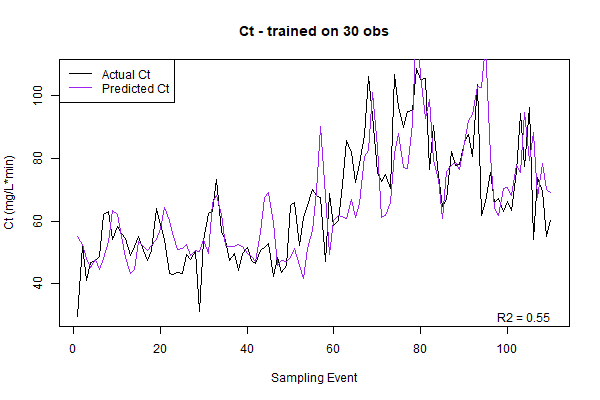 Ct - trained on 30 obs
Actual Ct
Predicted Ct
Ct (mg/L*min)
100
80
60
40
R2 = 0.55
0 20 40 60 80 100
Sampling Event